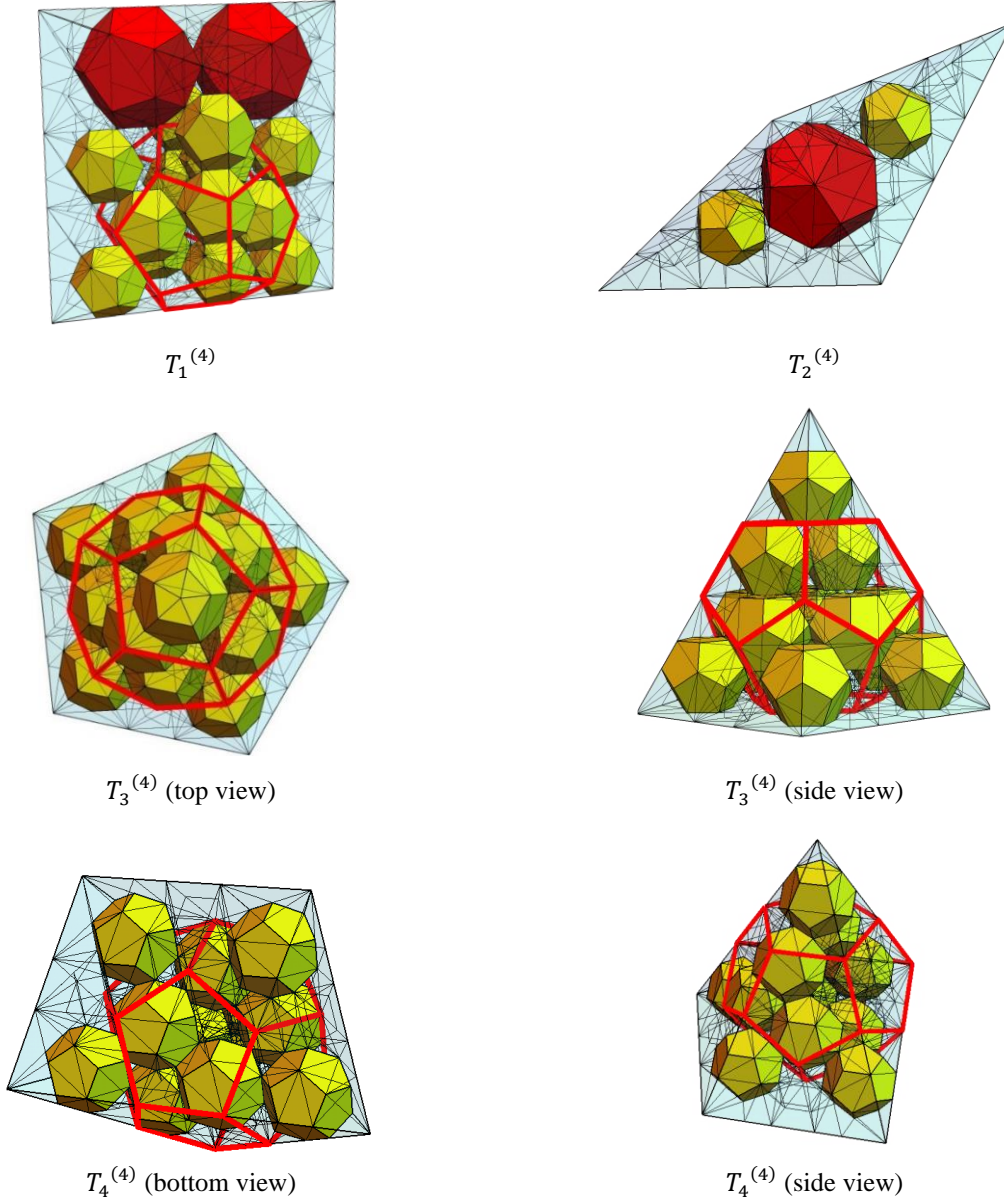 T₁⁽⁴⁾
T₂⁽⁴⁾
T₃⁽⁴⁾ (top view)
T₃⁽⁴⁾ (side view)
T₄⁽⁴⁾ (bottom view)
T₄⁽⁴⁾ (side view)